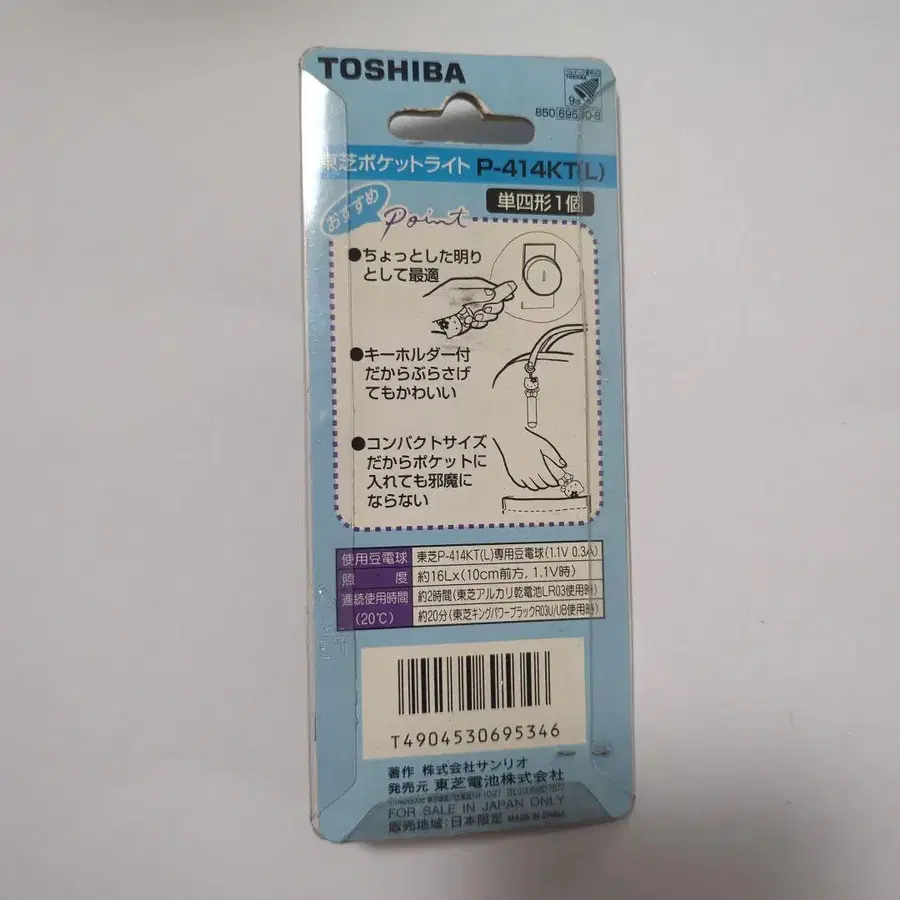 TOSHIBA
東芝ポケットライト P-414KT(L)
単四形1個
おすすめ Point
●ちょっとした明り
として最適
●キーホルダー付
だからぶらさげ
てもかわいい
●コンパクトサイズ
だからポケットに
入れても邪魔に
ならない
使用豆電球 東芝P-414KT(L)専用豆電球(1.1V 0.3A)
照度 約16Lx(10cm前方, 1.1V時)
連続使用時間 約2時間(東芝アルカリ乾電池LR03使用時)
(20℃) 約20分(東芝キングパワーブラックR03U/UB使用時)
T4904530695346
著作 株式会社サンリオ
発売元 東芝電池株式会社
FOR SALE IN JAPAN ONLY
販売地域:日本限定 MADE IN CHINA